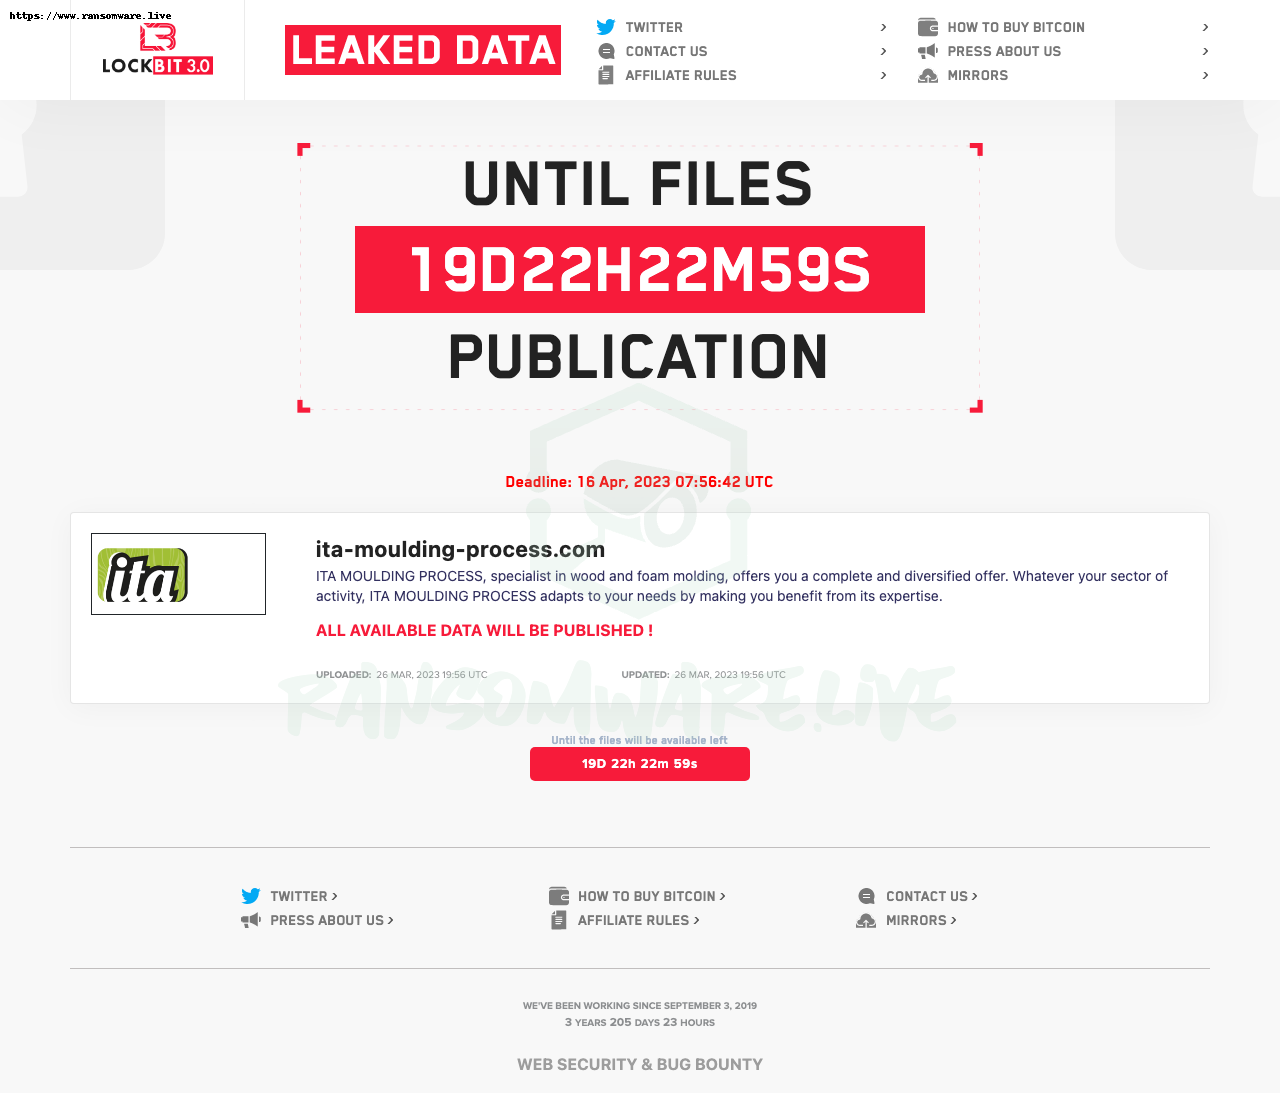 https://www.ransomware.live
LOCKBIT 3.0
LEAKED DATA
TWITTER >
CONTACT US >
AFFILIATE RULES >
HOW TO BUY BITCOIN >
PRESS ABOUT US >
MIRRORS >
UNTIL FILES
19D22H22M59S
PUBLICATION
Deadline: 16 Apr, 2023 07:56:42 UTC
ita
ita-moulding-process.com
ITA MOULDING PROCESS, specialist in wood and foam molding, offers you a complete and diversified offer. Whatever your sector of
activity, ITA MOULDING PROCESS adapts to your needs by making you benefit from its expertise.
ALL AVAILABLE DATA WILL BE PUBLISHED !
UPLOADED: 26 MAR, 2023 19:56 UTC UPDATED: 26 MAR, 2023 19:56 UTC
RANSOMWARE.LIVE
Until the files will be available left
19D 22h 22m 59s
TWITTER > HOW TO BUY BITCOIN > CONTACT US >
PRESS ABOUT US > AFFILIATE RULES > MIRRORS >
WE'VE BEEN WORKING SINCE SEPTEMBER 3, 2019
3 YEARS 205 DAYS 23 HOURS
WEB SECURITY & BUG BOUNTY